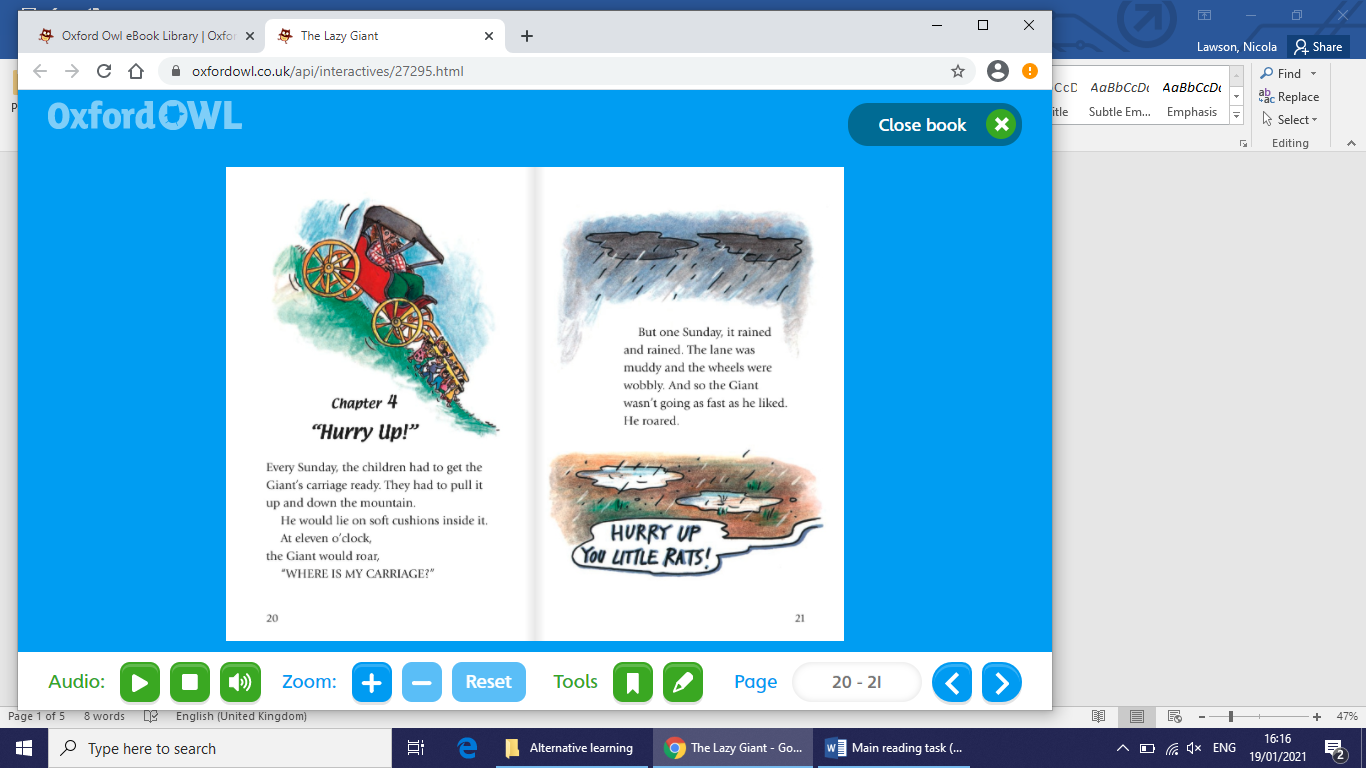 Oxford Owl eBook Library | Oxfo
The Lazy Giant
Lawson, Nicola
Share
oxfordowl.co.uk/api/interactives/27295.html
AaBbCcDc
AaBbCcDc
Subtle Em...
Emphasis
Find
Replace
Select
Editing
Oxford OWL
Close book
Chapter 4
“Hurry Up!”
Every Sunday, the children had to get the
Giant’s carriage ready. They had to pull it
up and down the mountain.
He would lie on soft cushions inside it.
At eleven o’clock,
the Giant would roar,
“WHERE IS MY CARRIAGE?”
20
But one Sunday, it rained
and rained. The lane was
muddy and the wheels were
wobbly. And so the Giant
wasn’t going as fast as he liked.
He roared.
HURRY UP
YOU LITTLE RATS!
21
Audio:
Zoom:
Reset
Tools
Page
20 - 21
Page 1 of 5
8 words
English (United Kingdom)
47%
Type here to search
Alternative learning
The Lazy Giant - Go...
Main reading task (...
ENG
16:16
19/01/2021
2